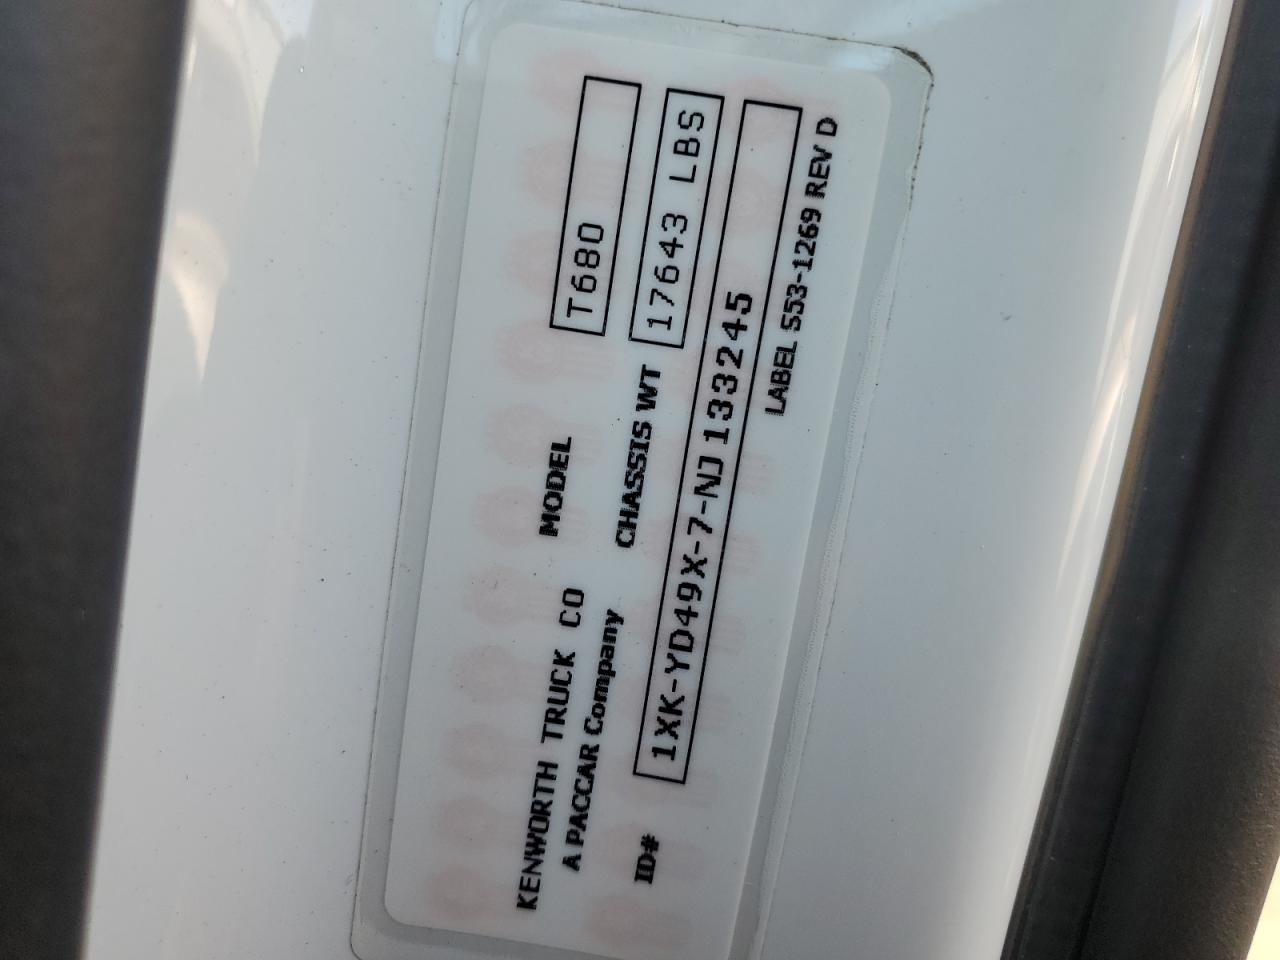 KENWORTH TRUCK CO MODEL T680
A PACCAR Company CHASSIS WT 17643 LBS
ID# 1XK-YD49X-7-NJ133245
LABEL S53-1269 REV D